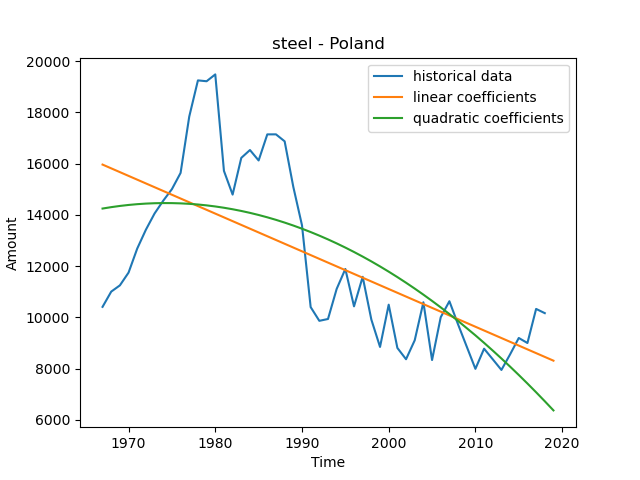 steel - Poland
20000
18000
16000
14000
12000
10000
8000
6000
Amount
historical data
linear coefficients
quadratic coefficients
1970 1980 1990 2000 2010 2020
Time